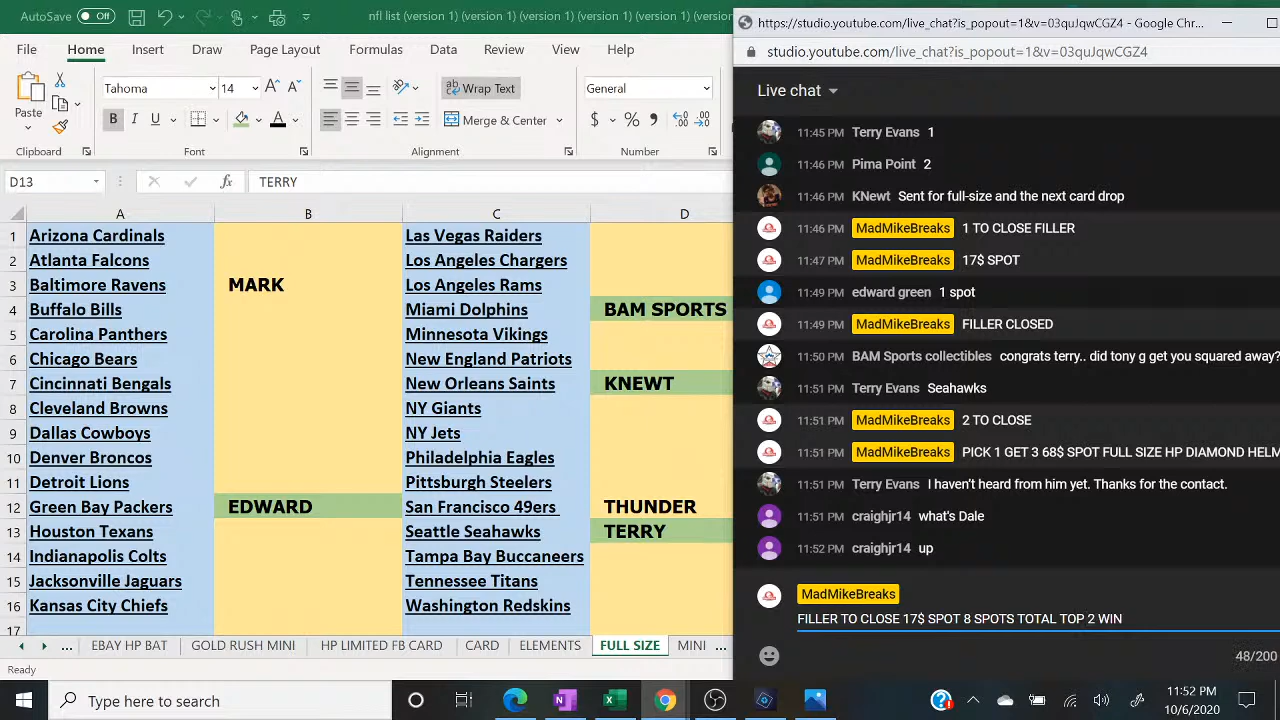 AutoSave Off nfl list (version 1) (version 1) (version 1)
https://studio.youtube.com/live_chat?is_popout=1&v=03quJqwCGZ4 - Google Chr...
studio.youtube.com/live_chat?is_popout=1&v=03quJqwCGZ4
File Home Insert Draw Page Layout Formulas Data Review View Help
Paste
Tahoma 14
B I U
ab Wrap Text
Merge & Center
General
$ % 9
Clipboard Font Alignment Number
D13 fx TERRY
A B C D
1 Arizona Cardinals Las Vegas Raiders
2 Atlanta Falcons Los Angeles Chargers
3 Baltimore Ravens MARK Los Angeles Rams
4 Buffalo Bills Miami Dolphins BAM SPORTS
5 Carolina Panthers Minnesota Vikings
6 Chicago Bears New England Patriots
7 Cincinnati Bengals New Orleans Saints KNEWT
8 Cleveland Browns NY Giants
9 Dallas Cowboys NY Jets
10 Denver Broncos Philadelphia Eagles
11 Detroit Lions Pittsburgh Steelers
12 Green Bay Packers EDWARD San Francisco 49ers THUNDER
13 Houston Texans Seattle Seahawks TERRY
14 Indianapolis Colts Tampa Bay Buccaneers
15 Jacksonville Jaguars Tennessee Titans
16 Kansas City Chiefs Washington Redskins
17
... EBAY HP BAT GOLD RUSH MINI HP LIMITED FB CARD CARD ELEMENTS FULL SIZE MINI ...
Ready
Live chat
11:45 PM Terry Evans 1
11:46 PM Pima Point 2
11:46 PM KNewt Sent for full-size and the next card drop
11:46 PM MadMikeBreaks 1 TO CLOSE FILLER
11:47 PM MadMikeBreaks 17$ SPOT
11:49 PM edward green 1 spot
11:49 PM MadMikeBreaks FILLER CLOSED
11:50 PM BAM Sports collectibles congrats terry.. did tony g get you squared away?
11:51 PM Terry Evans Seahawks
11:51 PM MadMikeBreaks 2 TO CLOSE
11:51 PM MadMikeBreaks PICK 1 GET 3 68$ SPOT FULL SIZE HP DIAMOND HELM
11:51 PM Terry Evans I haven't heard from him yet. Thanks for the contact.
11:51 PM craighjr14 what's Dale
11:52 PM craighjr14 up
MadMikeBreaks
FILLER TO CLOSE 17$ SPOT 8 SPOTS TOTAL TOP 2 WIN
48/200
Type here to search
11:52 PM
10/6/2020